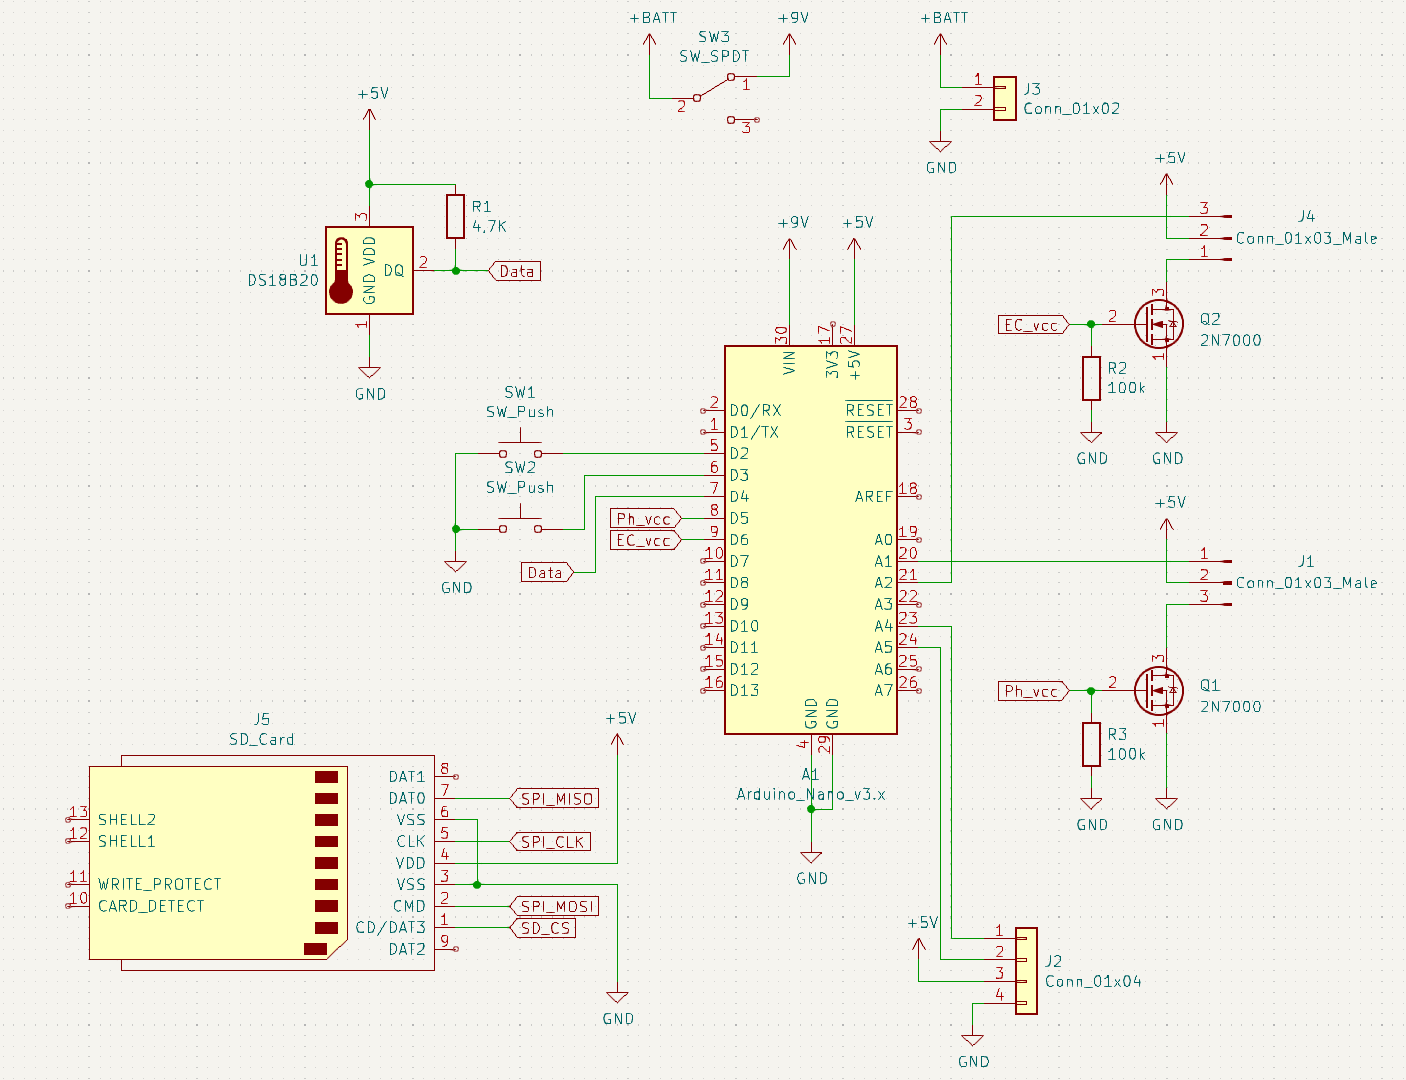 +BATT
+9V
SW3
SW_SPDT
1
2
3
+BATT
1
2
J3
Conn_01x02
GND
+5V
3
R1
4.7K
U1
DS18B20
GND VDD
DQ
2
Data
1
GND
+5V
3
2
1
J4
Conn_01x03_Male
EC_vcc
2
3
1
Q2
2N7000
R2
100k
GND
GND
+9V
+5V
30
17
27
VIN
3V3
+5V
2
D0/RX
1
D1/TX
5
D2
6
D3
7
D4
8
D5
9
D6
10
D7
11
D8
12
D9
13
D10
14
D11
15
D12
16
D13
RESET
28
RESET
3
AREF
18
A0
19
A1
20
A2
21
A3
22
A4
23
A5
24
A6
25
A7
26
GND
GND
4
29
A1
Arduino_Nano_v3.x
GND
SW1
SW_Push
SW2
SW_Push
GND
Ph_vcc
EC_vcc
Data
+5V
1
2
3
J1
Conn_01x03_Male
Ph_vcc
2
3
1
Q1
2N7000
R3
100k
GND
GND
J5
SD_Card
13
SHELL2
12
SHELL1
11
WRITE_PROTECT
10
CARD_DETECT
DAT1
8
DAT0
7
SPI_MISO
VSS
6
CLK
5
SPI_CLK
VDD
4
VSS
3
CMD
2
SPI_MOSI
CD/DAT3
1
SD_CS
DAT2
9
+5V
GND
+5V
1
2
3
4
J2
Conn_01x04
GND